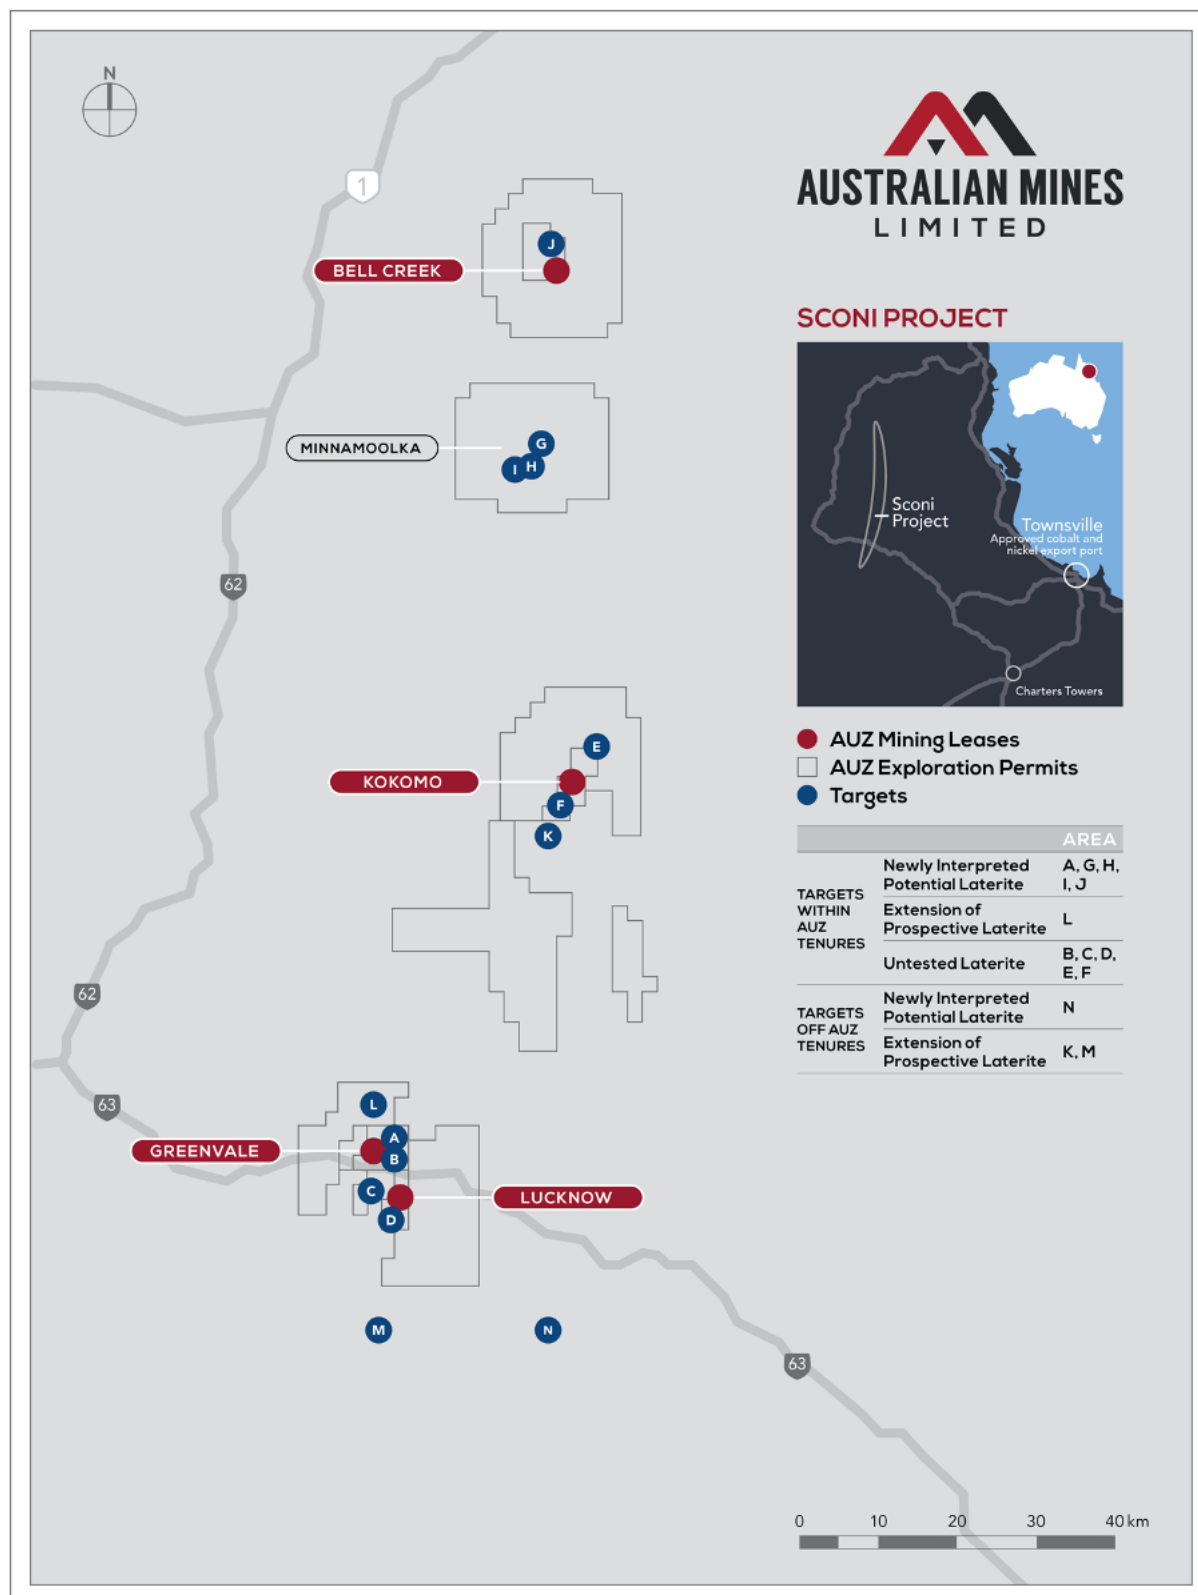 N
1
AUSTRALIAN MINES
LIMITED
BELL CREEK
J
SCONI PROJECT
MINNAMOOLKA
G
H
I
Sconi
Project
Townsville
Approved cobalt and
nickel export port
Charters Towers
62
AUZ Mining Leases
AUZ Exploration Permits
Targets
KOKOMO
E
F
K
AREA
TARGETS
WITHIN
AUZ
TENURES
Newly Interpreted
Potential Laterite
A, G, H,
I, J
Extension of
Prospective Laterite
L
Untested Laterite
B, C, D,
E, F
TARGETS
OFF AUZ
TENURES
Newly Interpreted
Potential Laterite
N
Extension of
Prospective Laterite
K, M
62
63
L
A
GREENVALE
B
C
LUCKNOW
D
M
N
63
0 10 20 30 40 km